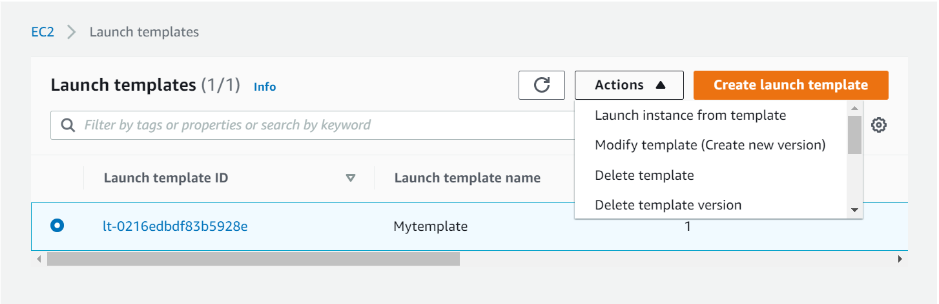 EC2 > Launch templates
Launch templates (1/1) Info Actions ▲ Create launch template
Filter by tags or properties or search by keyword
Launch instance from template
Modify template (Create new version)
Delete template
Delete template version
Launch template ID Launch template name
lt-0216edbdf83b5928e Mytemplate 1